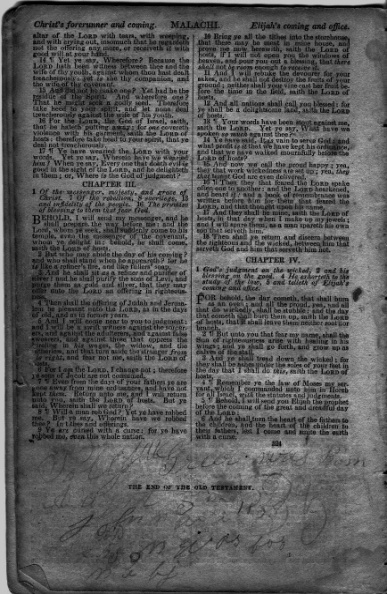 Christ's forerunner and coming. MALACHI. Elijah's coming and office.
altar of the LORD with tears, with weeping,
and with crying out, insomuch that he regardeth
not the offering any more, or receiveth it with
good will at your hand.
14 ¶ Yet ye say, Wherefore? Because the
LORD hath been witness between thee and the
wife of thy youth, against whom thou hast dealt
treacherously: yet is she thy companion, and
the wife of thy covenant.
15 And did not he make one? Yet had he the
residue of the spirit. And wherefore one?
That he might seek a godly seed. Therefore
take heed to your spirit, and let none deal
treacherously against the wife of his youth.
16 For the LORD, the God of Israel, saith,
that he hateth putting away: for one covereth
violence with his garment, saith the LORD of
hosts: therefore take heed to your spirit, that ye
deal not treacherously.
17 ¶ Ye have wearied the LORD with your
words. Yet ye say, Wherein have we wearied
him? When ye say, Every one that doeth evil is
good in the sight of the LORD, and he delighteth
in them; or, Where is the God of judgment?
CHAPTER III.
1 Of the messenger, majesty, and grace of
Christ. 7 Of the rebellion, 8 sacrilege, 13
and infidelity of the people. 16 The promise
of blessing to them that fear God.
BEHOLD, I will send my messenger, and he
shall prepare the way before me: and the
Lord, whom ye seek, shall suddenly come to his
temple, even the messenger of the covenant,
whom ye delight in: behold, he shall come,
saith the LORD of hosts.
2 But who may abide the day of his coming?
and who shall stand when he appeareth? for he
is like a refiner's fire, and like fullers' soap:
3 And he shall sit as a refiner and purifier of
silver: and he shall purify the sons of Levi, and
purge them as gold and silver, that they may
offer unto the LORD an offering in righteous-
ness.
4 Then shall the offering of Judah and Jerusa-
lem be pleasant unto the LORD, as in the days
of old, and as in former years.
5 And I will come near to you to judgment;
and I will be a swift witness against the sorcer-
ers, and against the adulterers, and against false
swearers, and against those that oppress the
hireling in his wages, the widow, and the
fatherless, and that turn aside the stranger from
his right, and fear not me, saith the LORD of
hosts.
6 For I am the LORD, I change not; therefore
ye sons of Jacob are not consumed.
7 ¶ Even from the days of your fathers ye are
gone away from mine ordinances, and have not
kept them. Return unto me, and I will return
unto you, saith the LORD of hosts. But ye
said, Wherein shall we return?
8 ¶ Will a man rob God? Yet ye have robbed
me. But ye say, Wherein have we robbed
thee? In tithes and offerings.
9 Ye are cursed with a curse: for ye have
robbed me, even this whole nation.
10 Bring ye all the tithes into the storehouse,
that there may be meat in mine house, and
prove me now herewith, saith the LORD of
hosts, if I will not open you the windows of
heaven, and pour you out a blessing, that there
shall not be room enough to receive it.
11 And I will rebuke the devourer for your
sakes, and he shall not destroy the fruits of your
ground; neither shall your vine cast her fruit be-
fore the time in the field, saith the LORD of
hosts.
12 And all nations shall call you blessed: for
ye shall be a delightsome land, saith the LORD
of hosts.
13 ¶ Your words have been stout against me,
saith the LORD. Yet ye say, What have we
spoken so much against thee?
14 Ye have said, It is vain to serve God: and
what profit is it that we have kept his ordinance,
and that we have walked mournfully before the
LORD of hosts?
15 And now we call the proud happy; yea,
they that work wickedness are set up; yea, they
that tempt God are even delivered.
16 ¶ Then they that feared the LORD spake
often one to another: and the LORD hearkened,
and heard it, and a book of remembrance was
written before him for them that feared the
LORD, and that thought upon his name.
17 And they shall be mine, saith the LORD of
hosts, in that day when I make up my jewels;
and I will spare them, as a man spareth his own
son that serveth him.
18 Then shall ye return and discern between
the righteous and the wicked, between him that
serveth God and him that serveth him not.
CHAPTER IV.
1 God's judgment on the wicked, 2 and his
blessing on the good. 4 He exhorteth to the
study of the law, 5 and telleth of Elijah's
coming and office.
FOR, behold, the day cometh, that shall burn
as an oven; and all the proud, yea, and all
that do wickedly, shall be stubble: and the day
that cometh shall burn them up, saith the LORD
of hosts, that it shall leave them neither root nor
branch.
2 ¶ But unto you that fear my name, shall the
Sun of righteousness arise with healing in his
wings; and ye shall go forth, and grow up as
calves of the stall.
3 And ye shall tread down the wicked; for
they shall be ashes under the soles of your feet in
the day that I shall do this, saith the LORD of
hosts.
4 ¶ Remember ye the law of Moses my ser-
vant, which I commanded unto him in Horeb
for all Israel, with the statutes and judgments.
5 ¶ Behold, I will send you Elijah the prophet
before the coming of the great and dreadful day
of the LORD:
6 And he shall turn the heart of the fathers to
the children, and the heart of the children to
their fathers, lest I come and smite the earth
with a curse.
THE END OF THE OLD TESTAMENT.